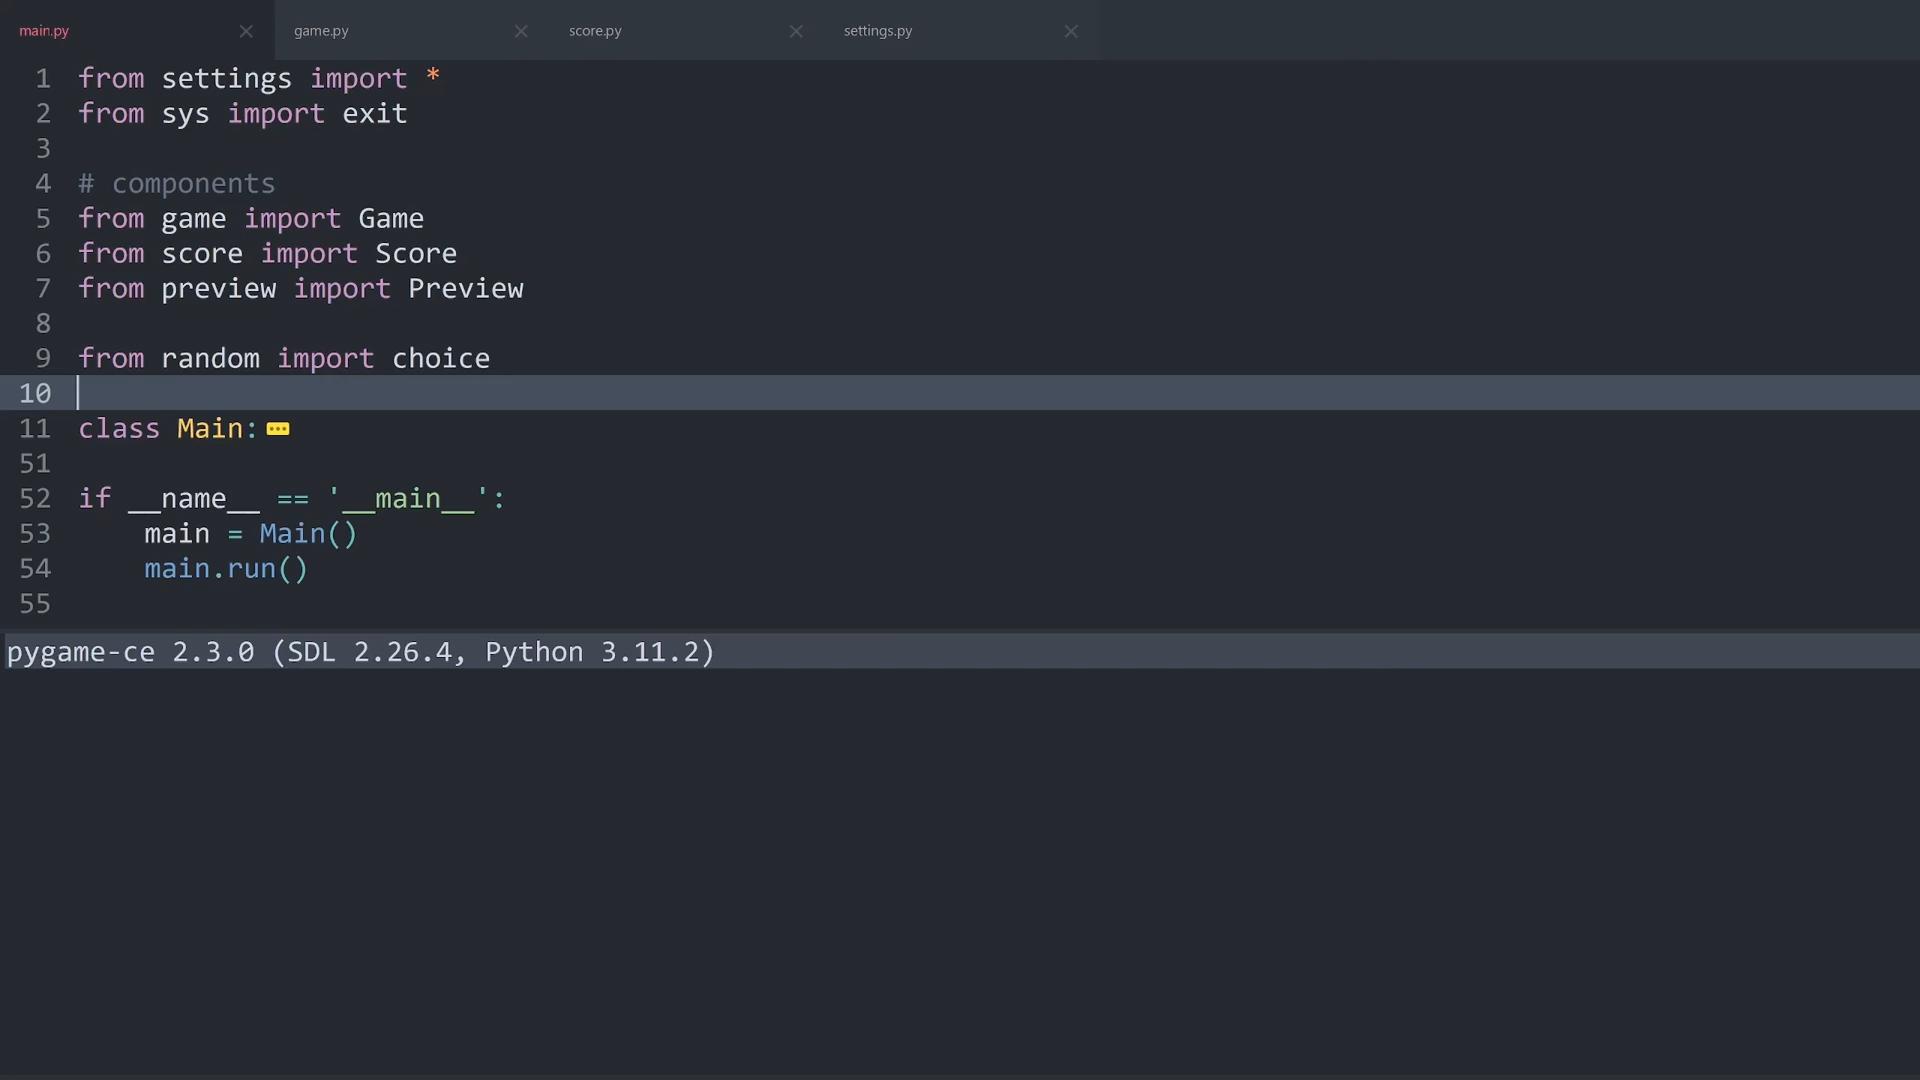 main.py
game.py
score.py
settings.py
1 from settings import *
2 from sys import exit
3
4 # components
5 from game import Game
6 from score import Score
7 from preview import Preview
8
9 from random import choice
10
11 class Main:
51
52 if __name__ == '__main__':
53 main = Main()
54 main.run()
55
pygame-ce 2.3.0 (SDL 2.26.4, Python 3.11.2)